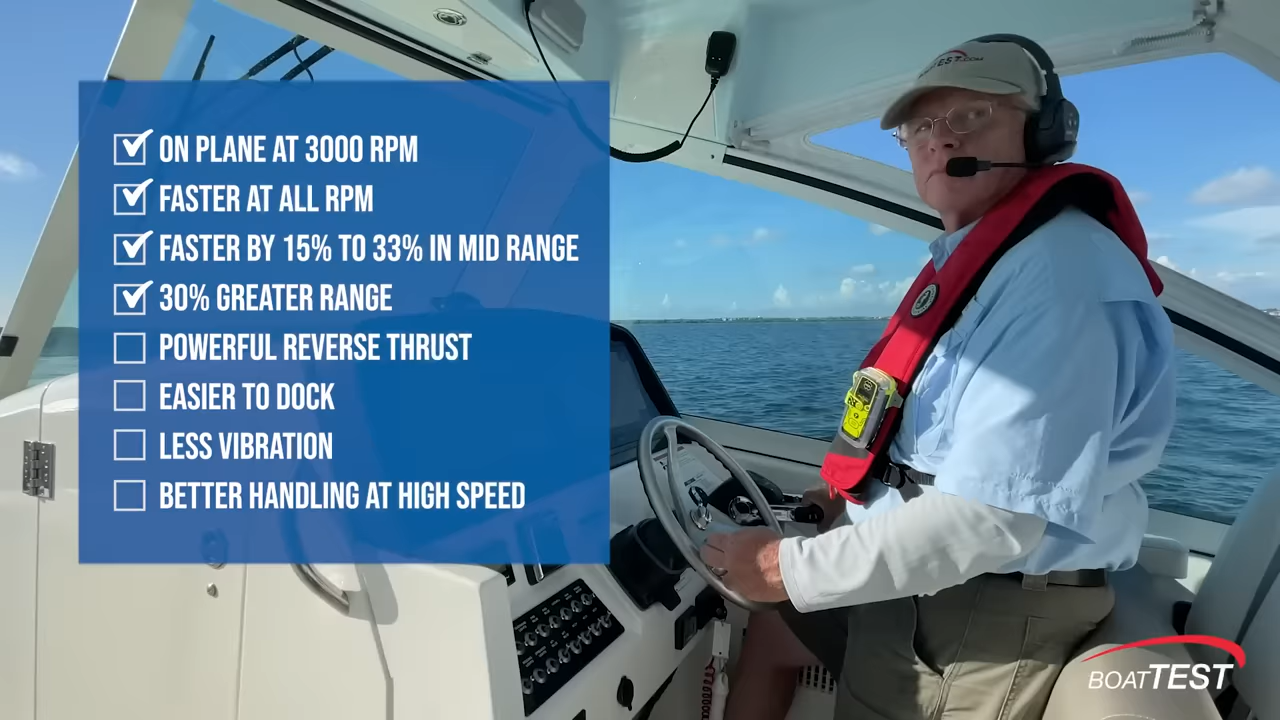 ON PLANE AT 3000 RPM
FASTER AT ALL RPM
FASTER BY 15% TO 33% IN MID RANGE
30% GREATER RANGE
POWERFUL REVERSE THRUST
EASIER TO DOCK
LESS VIBRATION
BETTER HANDLING AT HIGH SPEED
BOATTEST